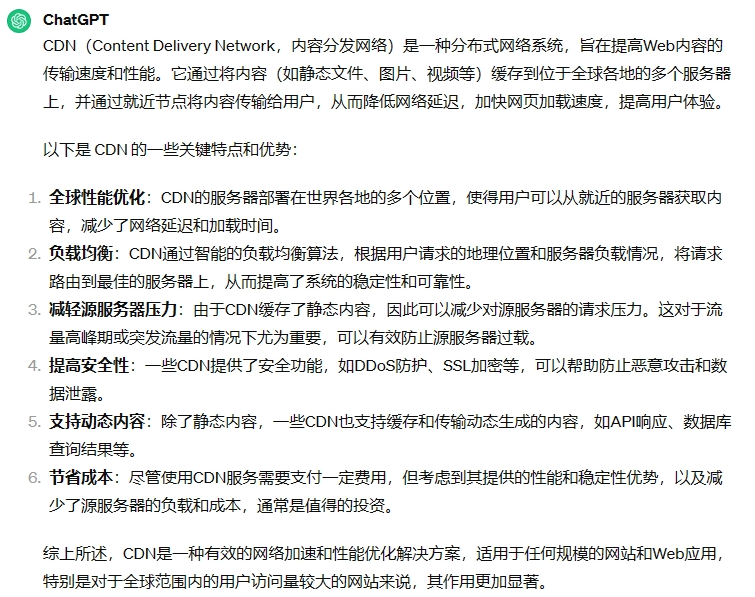 ChatGPT
CDN（Content Delivery Network，内容分发网络）是一种分布式网络系统，旨在提高Web内容的
传输速度和性能。它通过将内容（如静态文件、图片、视频等）缓存到位于全球各地的多个服务器
上，并通过就近节点将内容传输给用户，从而降低网络延迟，加快网页加载速度，提高用户体验。
以下是 CDN 的一些关键特点和优势：
1. 全球性能优化：CDN的服务器部署在世界各地的多个位置，使得用户可以从就近的服务器获取内
容，减少了网络延迟和加载时间。
2. 负载均衡：CDN通过智能的负载均衡算法，根据用户请求的地理位置和服务器负载情况，将请求
路由到最佳的服务器上，从而提高了系统的稳定性和可靠性。
3. 减轻源服务器压力：由于CDN缓存了静态内容，因此可以减少对源服务器的请求压力。这对于流
量高峰期或突发流量的情况下尤为重要，可以有效防止源服务器过载。
4. 提高安全性：一些CDN提供了安全功能，如DDoS防护、SSL加密等，可以帮助防止恶意攻击和数
据泄露。
5. 支持动态内容：除了静态内容，一些CDN也支持缓存和传输动态生成的内容，如API响应、数据库
查询结果等。
6. 节省成本：尽管使用CDN服务需要支付一定费用，但考虑到其提供的性能和稳定性优势，以及减
少了源服务器的负载和成本，通常是值得的投资。
综上所述，CDN是一种有效的网络加速和性能优化解决方案，适用于任何规模的网站和Web应用，
特别是对于全球范围内的用户访问量较大的网站来说，其作用更加显著。